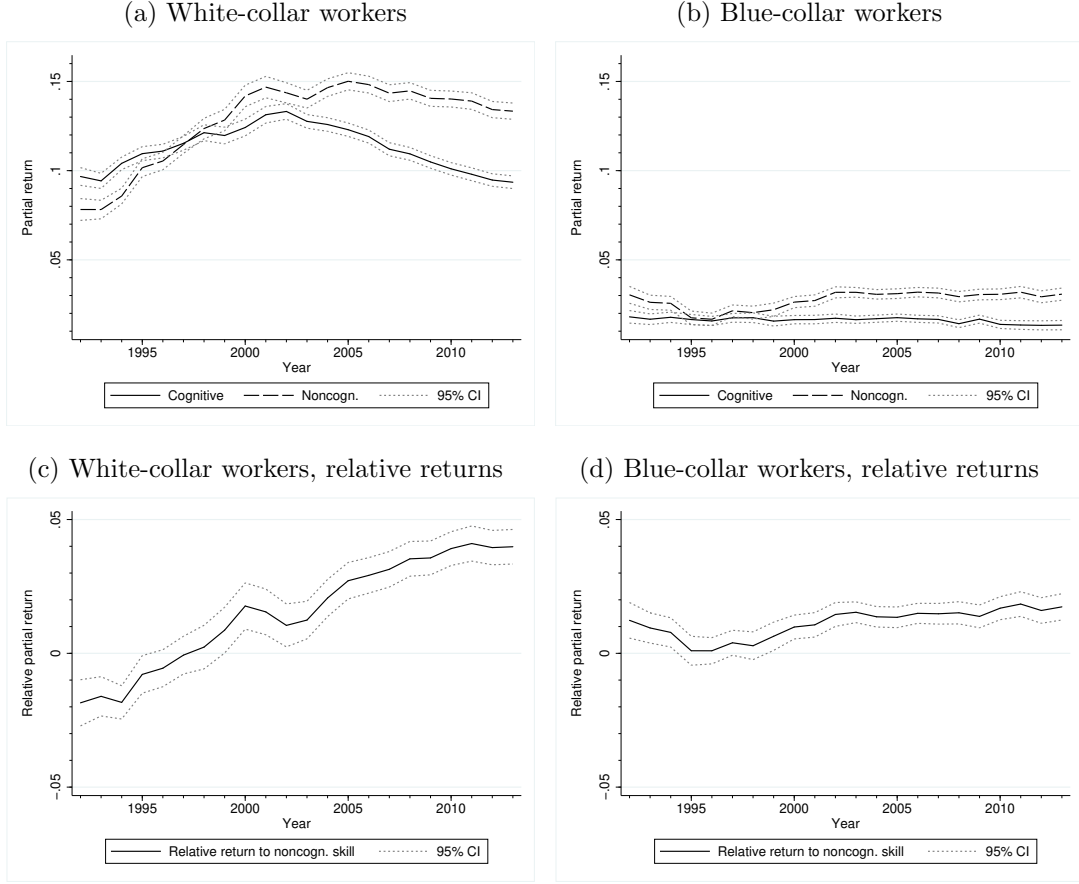 (a) White-collar workers
.05
.1
.15
Partial return
1995
2000
2005
2010
Year
Cognitive
Noncogn.
95% CI
(b) Blue-collar workers
.05
.1
.15
Partial return
1995
2000
2005
2010
Year
Cognitive
Noncogn.
95% CI
(c) White-collar workers, relative returns
-.05
0
.05
Relative partial return
1995
2000
2005
2010
Year
Relative return to noncogn. skill
95% CI
(d) Blue-collar workers, relative returns
-.05
0
.05
Relative partial return
1995
2000
2005
2010
Year
Relative return to noncogn. skill
95% CI